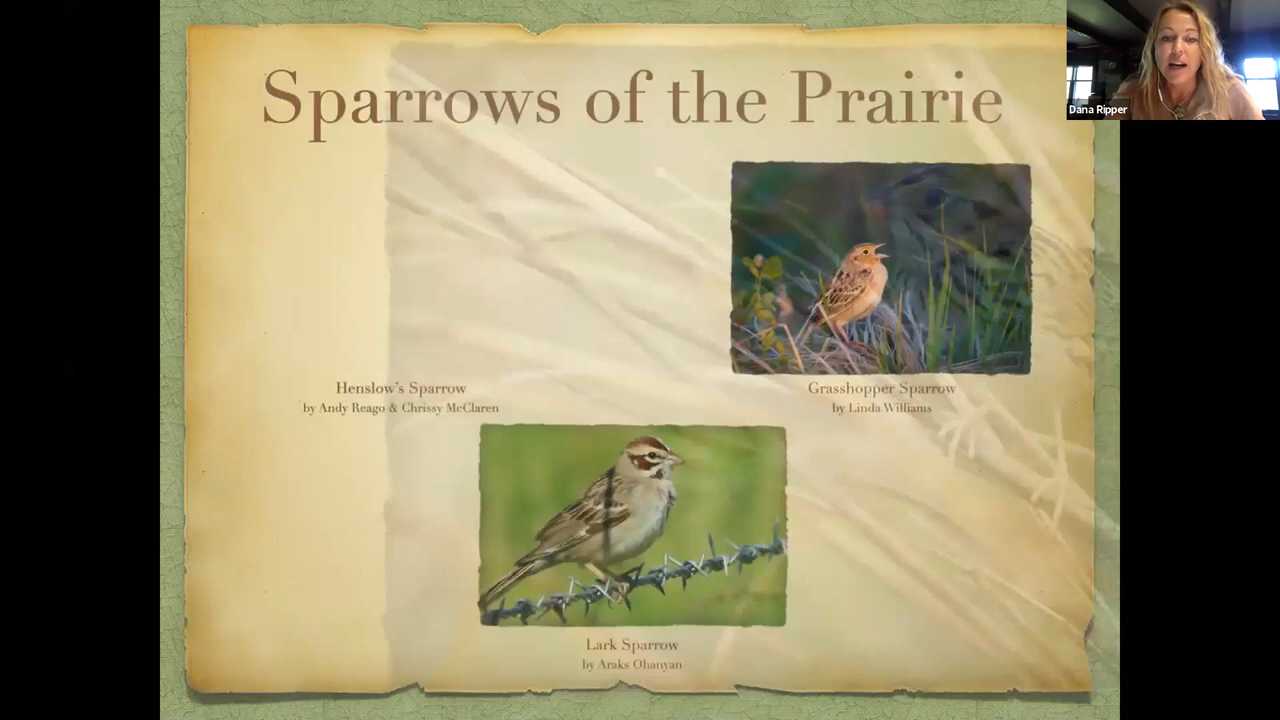 Sparrows of the Prairie
Dana Ripper
Henslow's Sparrow
by Andy Reago & Chrissy McClaren
Grasshopper Sparrow
by Linda Williams
Lark Sparrow
by Araks Ohanyan